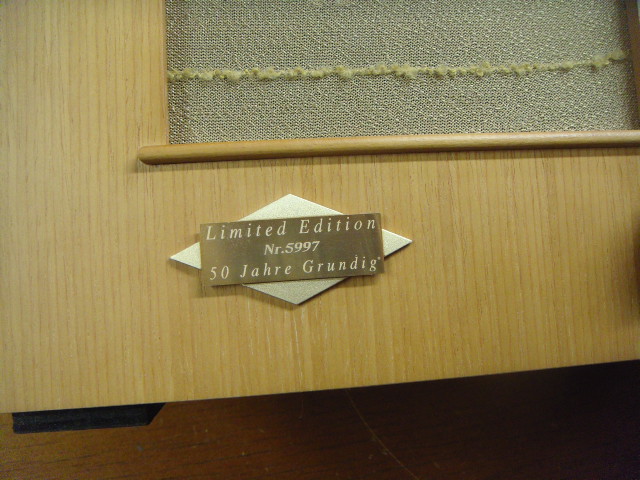 Limited Edition
Nr.5997
50 Jahre Grundig